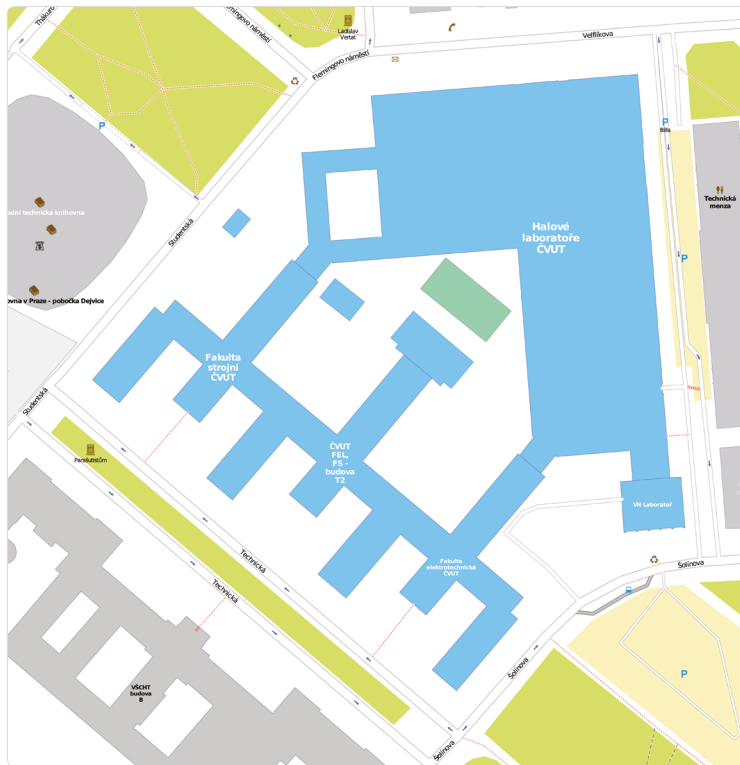 Thákurova
Flemingovo náměstí
Ladislav
Vertat
Flemingovo náměstí
Velflíkova
P
P
Billa
Technická
menza
odní technická knihovna
Studentská
Halové
laboratoře
ČVUT
P
ovna v Praze - pobočka Dejvice
Fakulta
strojní
ČVUT
Studentská
Parašutistům
ČVUT
FEL,
FS -
budova
T2
VN Laboratoř
Technická
Technická
Fakulta
elektrotechnická
ČVUT
Šolínova
Šolínova
P
VŠCHT
budova
B
Šolínova